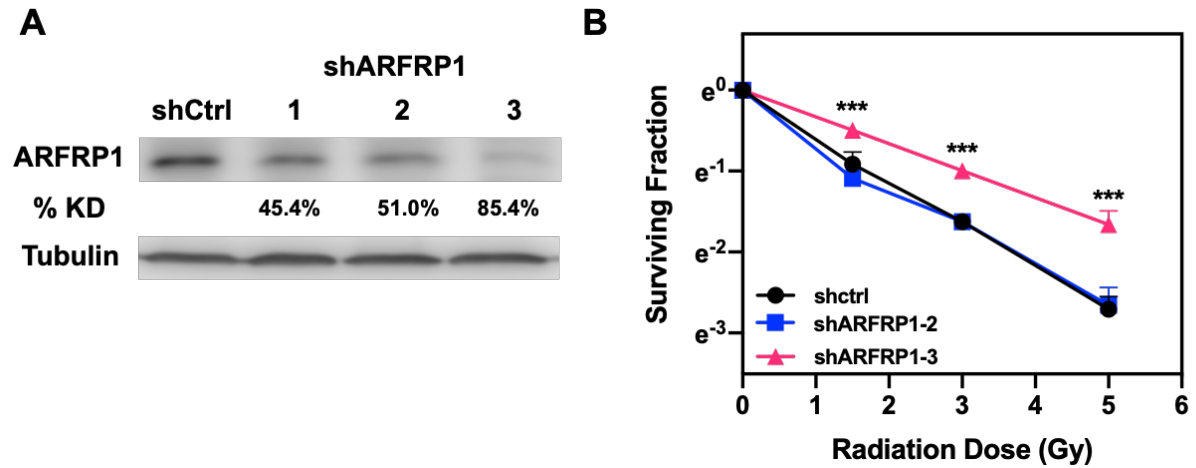 A
shARFRP1
shCtrl 1 2 3
ARFRP1
% KD 45.4% 51.0% 85.4%
Tubulin
B
Surviving Fraction
e0
e-1
e-2
e-3
***
***
***
shctrl
shARFRP1-2
shARFRP1-3
0 1 2 3 4 5 6
Radiation Dose (Gy)